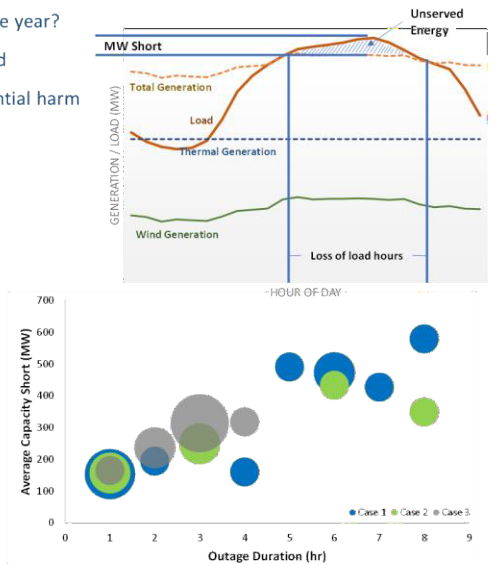 e year?
d
ntial harm
Unserved
Energy
MW Short
Total Generation
Load
Thermal Generation
Wind Generation
Loss of load hours
GENERATION / LOAD (MW)
HOUR OF DAY
700
600
500
400
300
200
100
0
Average Capacity Short (MW)
0 1 2 3 4 5 6 7 8 9
Case 1 Case 2 Case 3
Outage Duration (hr)